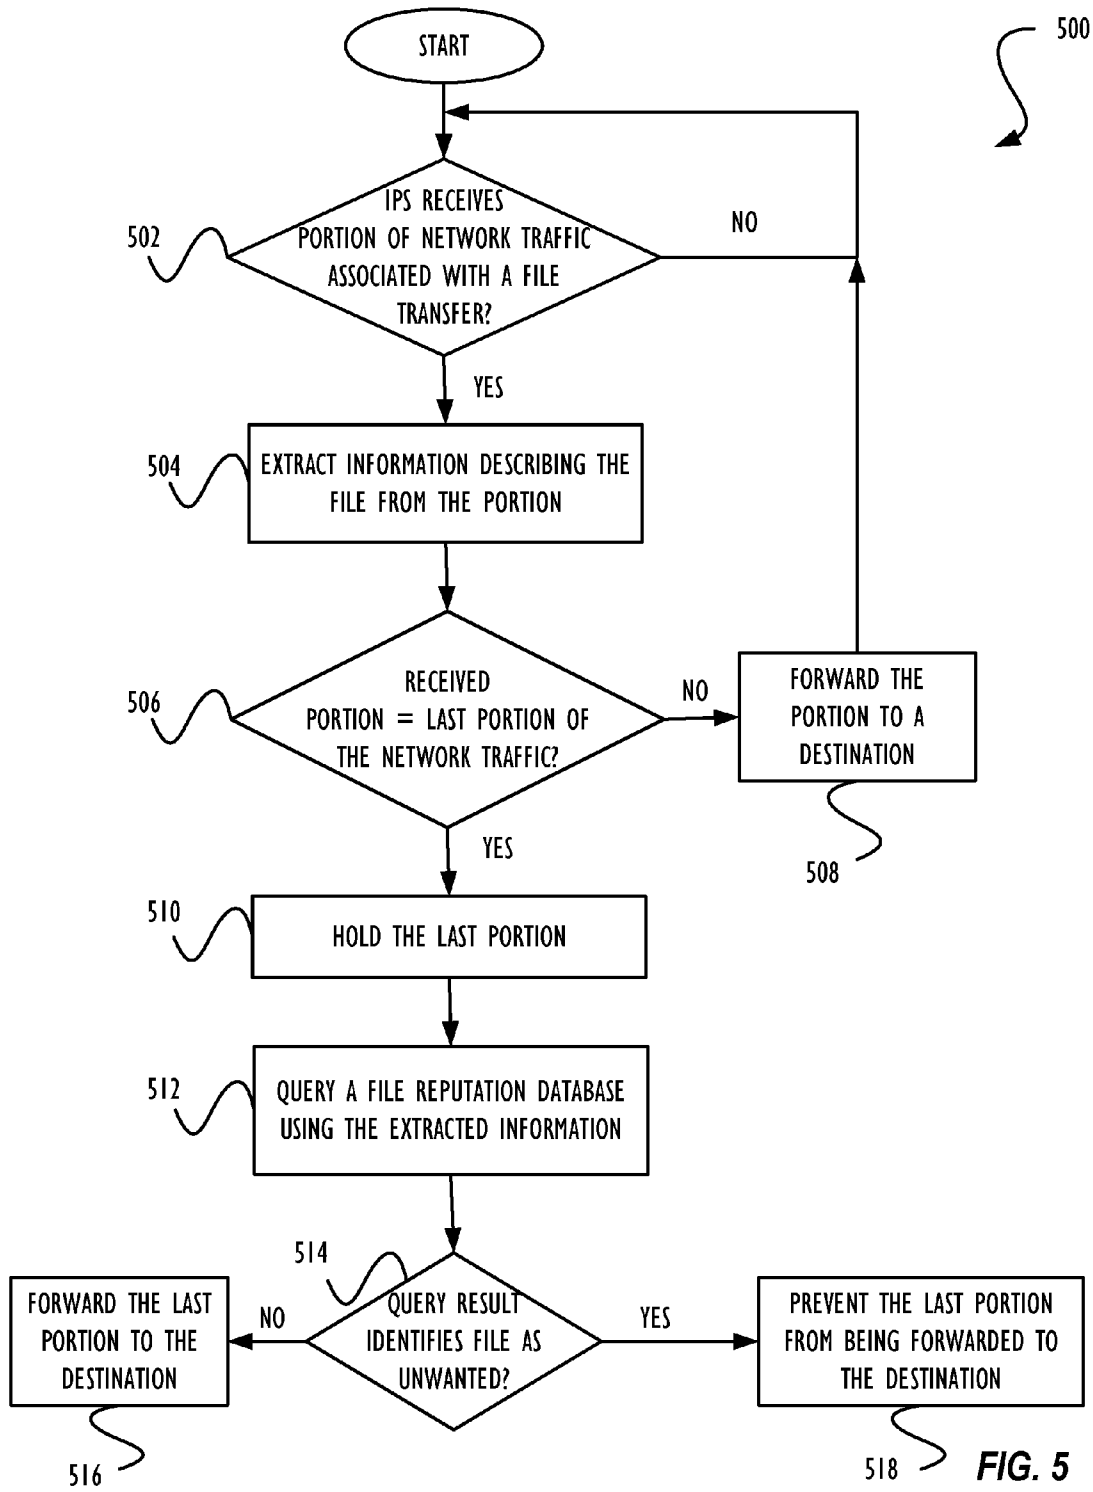 START
500
IPS RECEIVES
PORTION OF NETWORK TRAFFIC
ASSOCIATED WITH A FILE
TRANSFER?
502
NO
YES
504
EXTRACT INFORMATION DESCRIBING THE
FILE FROM THE PORTION
506
RECEIVED
PORTION = LAST PORTION OF
THE NETWORK TRAFFIC?
NO
FORWARD THE
PORTION TO A
DESTINATION
508
YES
510
HOLD THE LAST PORTION
512
QUERY A FILE REPUTATION DATABASE
USING THE EXTRACTED INFORMATION
514
QUERY RESULT
IDENTIFIES FILE AS
UNWANTED?
NO
FORWARD THE LAST
PORTION TO THE
DESTINATION
516
YES
PREVENT THE LAST PORTION
FROM BEING FORWARDED TO
THE DESTINATION
518
FIG. 5